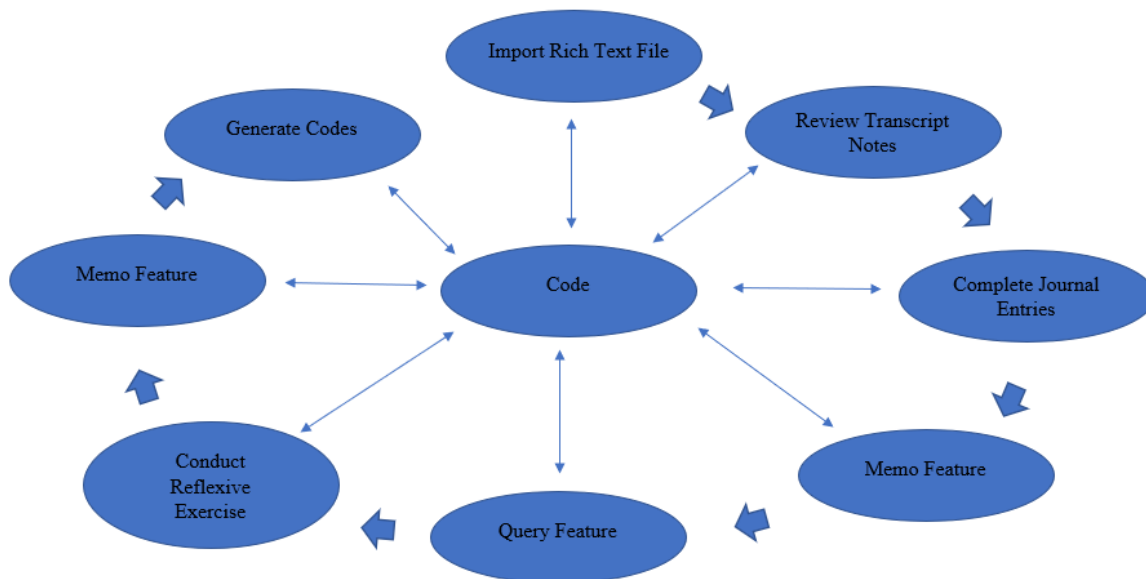 Import Rich Text File
Review Transcript
Notes
Generate Codes
Memo Feature
Code
Complete Journal
Entries
Conduct
Reflexive
Exercise
Query Feature
Memo Feature